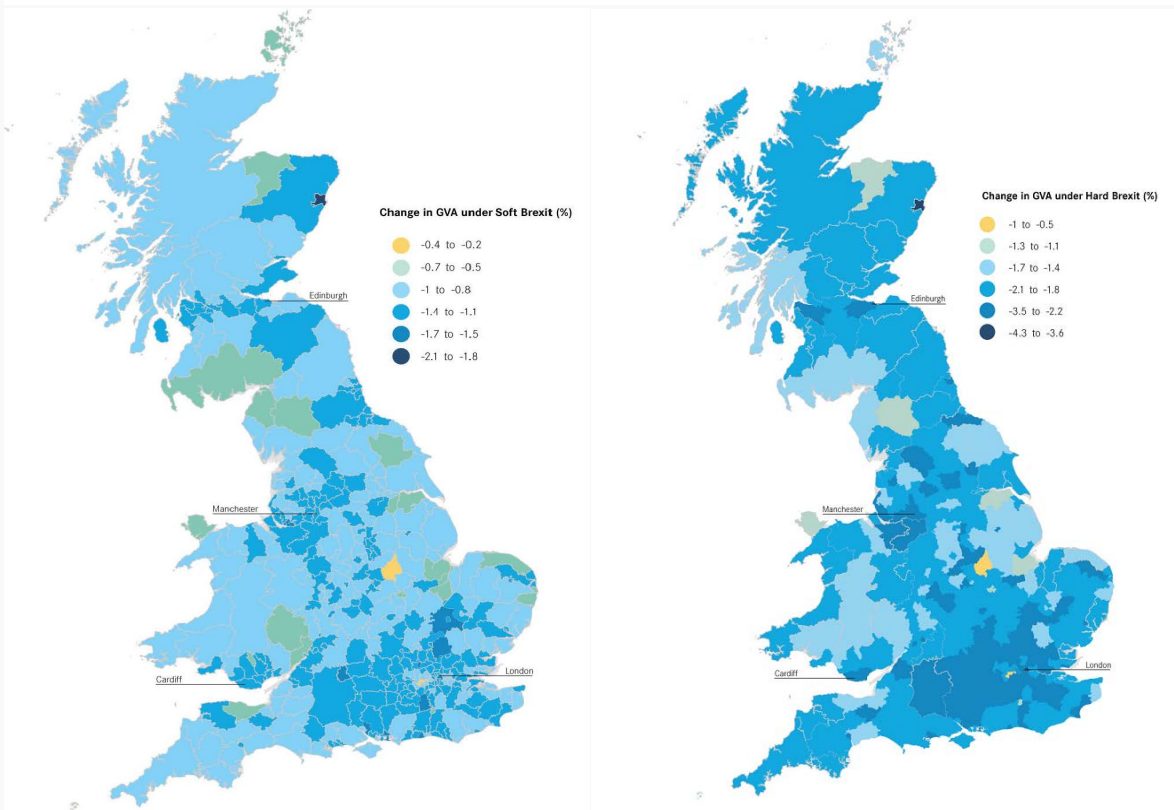 Change in GVA under Soft Brexit (%)
-0.4 to -0.2
-0.7 to -0.5
-1 to -0.8
-1.4 to -1.1
-1.7 to -1.5
-2.1 to -1.8
Edinburgh
Manchester
London
Cardiff
Change in GVA under Hard Brexit (%)
-1 to -0.5
-1.3 to -1.1
-1.7 to -1.4
-2.1 to -1.8
-3.5 to -2.2
-4.3 to -3.6
Edinburgh
Manchester
London
Cardiff